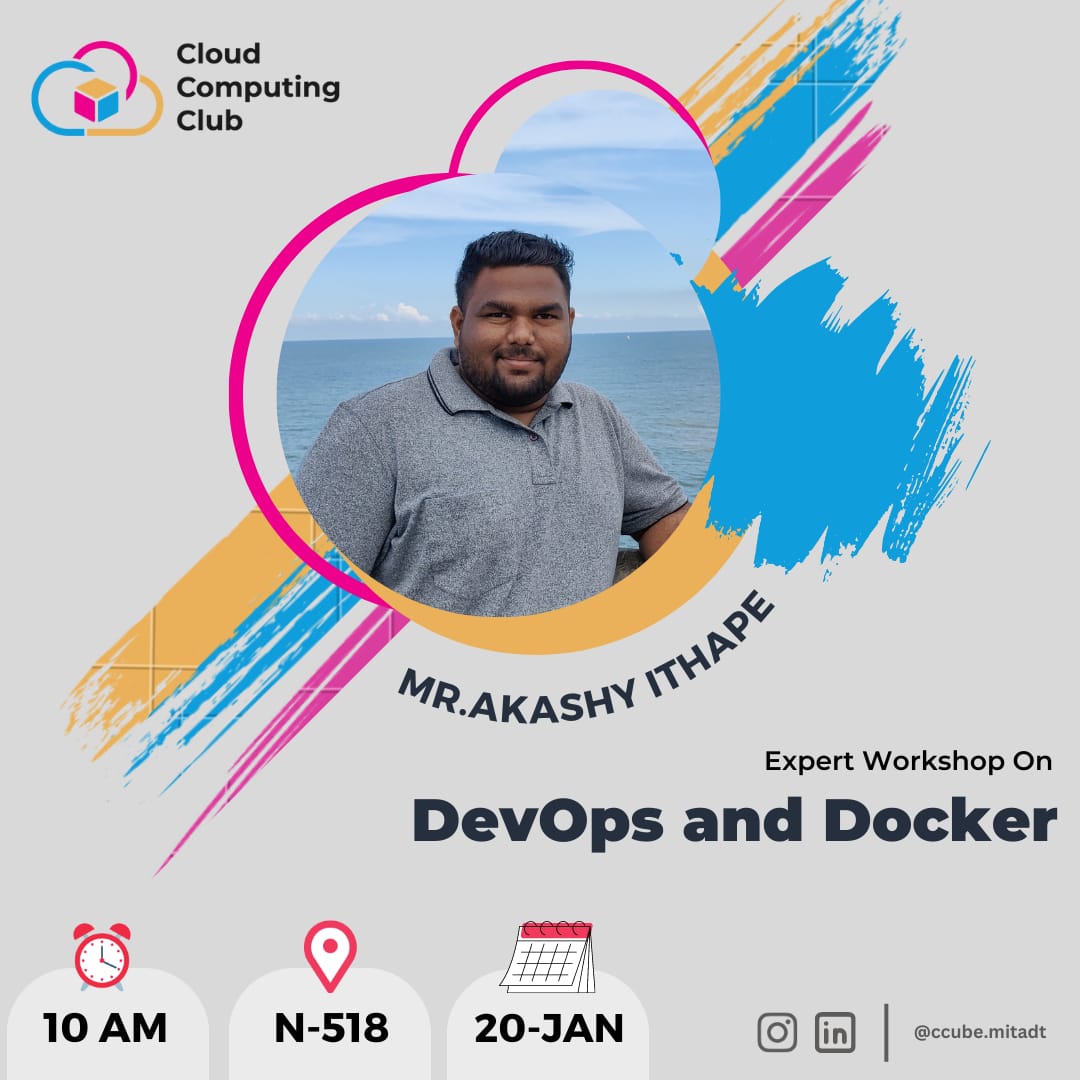 Cloud
Computing
Club
MR.AKASHY ITHAPE
Expert Workshop On
DevOps and Docker
10 AM
N-518
20-JAN
@ccube.mitadt